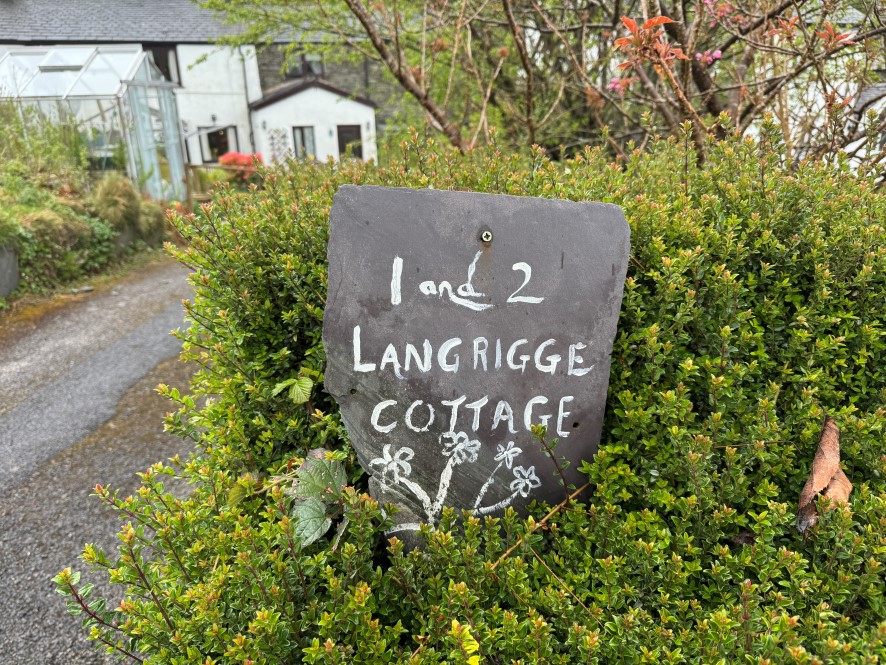 1 and 2
LANGRIGGE
COTTAGE